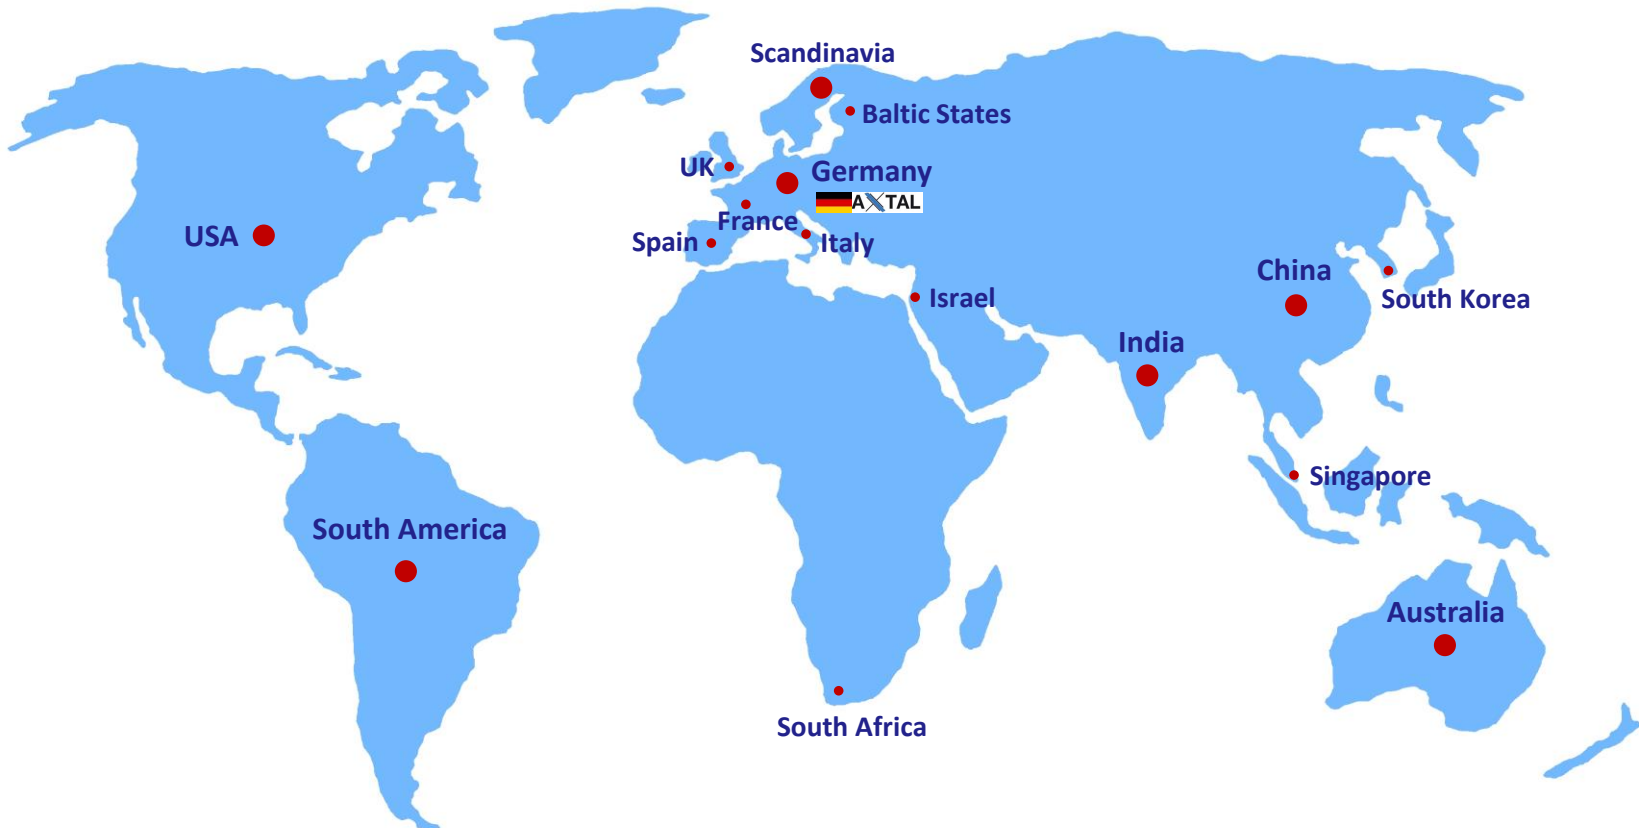 Scandinavia
Baltic States
UK
Germany
AXTAL
France
USA
Spain
Italy
China
Israel
South Korea
India
Singapore
South America
Australia
South Africa